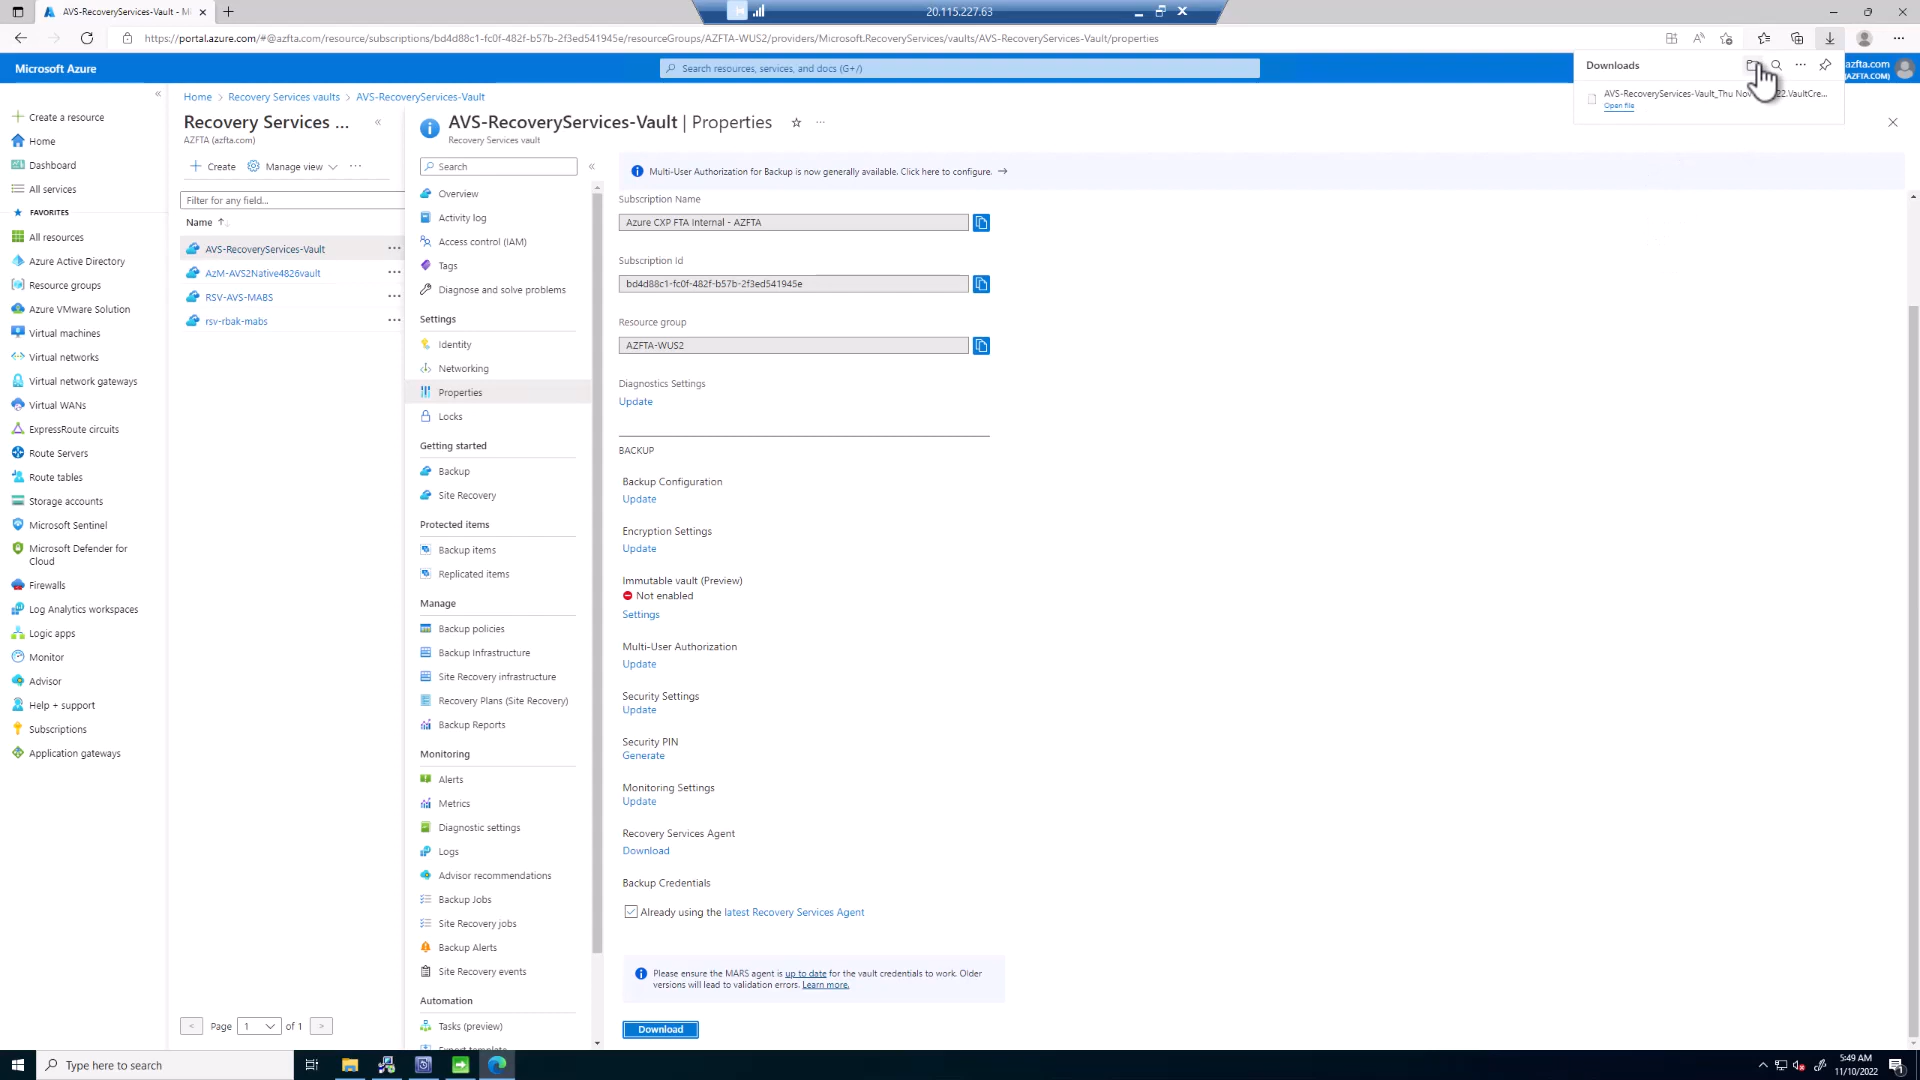 AVS-RecoveryServices-Vault - Mi
20.115.227.63
https://portal.azure.com/#@azfta.com/resource/subscriptions/bd4d88c1-fc0f-482f-b57b-2f3ed541945e/resourceGroups/AZFTA-WUS2/providers/Microsoft.RecoveryServices/vaults/AVS-RecoveryServices-Vault/properties
Microsoft Azure
Search resources, services, and docs (G+/)
Downloads
azfta.com
(AZFTA.COM)
AVS-RecoveryServices-Vault_Thu Nov 22.VaultCre...
Open file
Create a resource
Home
Dashboard
All services
FAVORITES
All resources
Azure Active Directory
Resource groups
Azure VMware Solution
Virtual machines
Virtual networks
Virtual network gateways
Virtual WANs
ExpressRoute circuits
Route Servers
Route tables
Storage accounts
Microsoft Sentinel
Microsoft Defender for
Cloud
Firewalls
Log Analytics workspaces
Logic apps
Monitor
Advisor
Help + support
Subscriptions
Application gateways
Home > Recovery Services vaults > AVS-RecoveryServices-Vault
Recovery Services ...
AZFTA (azfta.com)
Create Manage view ...
Filter for any field...
Name
AVS-RecoveryServices-Vault
AzM-AVS2Native4826vault
RSV-AVS-MABS
rsv-rbak-mabs
< Page 1 of 1 >
AVS-RecoveryServices-Vault | Properties
Recovery Services vault
Search
Overview
Activity log
Access control (IAM)
Tags
Diagnose and solve problems
Settings
Identity
Networking
Properties
Locks
Getting started
Backup
Site Recovery
Protected items
Backup items
Replicated items
Manage
Backup policies
Backup Infrastructure
Site Recovery infrastructure
Recovery Plans (Site Recovery)
Backup Reports
Monitoring
Alerts
Metrics
Diagnostic settings
Logs
Advisor recommendations
Backup Jobs
Site Recovery jobs
Backup Alerts
Site Recovery events
Automation
Tasks (preview)
Export template
Multi-User Authorization for Backup is now generally available. Click here to configure. →
Subscription Name
Azure CXP FTA Internal - AZFTA
Subscription Id
bd4d88c1-fc0f-482f-b57b-2f3ed541945e
Resource group
AZFTA-WUS2
Diagnostics Settings
Update
BACKUP
Backup Configuration
Update
Encryption Settings
Update
Immutable vault (Preview)
Not enabled
Settings
Multi-User Authorization
Update
Security Settings
Update
Security PIN
Generate
Monitoring Settings
Update
Recovery Services Agent
Download
Backup Credentials
Already using the latest Recovery Services Agent
Please ensure the MARS agent is up to date for the vault credentials to work. Older
versions will lead to validation errors. Learn more.
Download
Type here to search
5:49 AM
11/10/2022
1